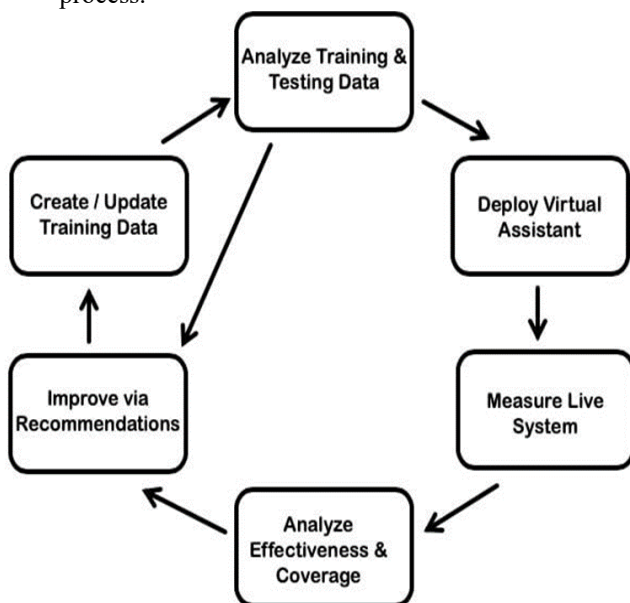 process.
Analyze Training &
Testing Data
Create / Update
Training Data
Deploy Virtual
Assistant
Improve via
Recommendations
Measure Live
System
Analyze
Effectiveness &
Coverage